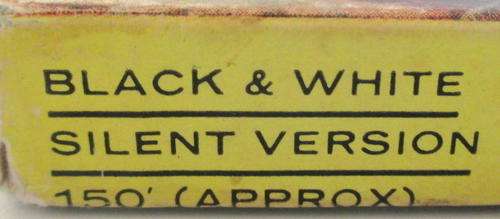 BLACK & WHITE
SILENT VERSION
150' (APPROX)